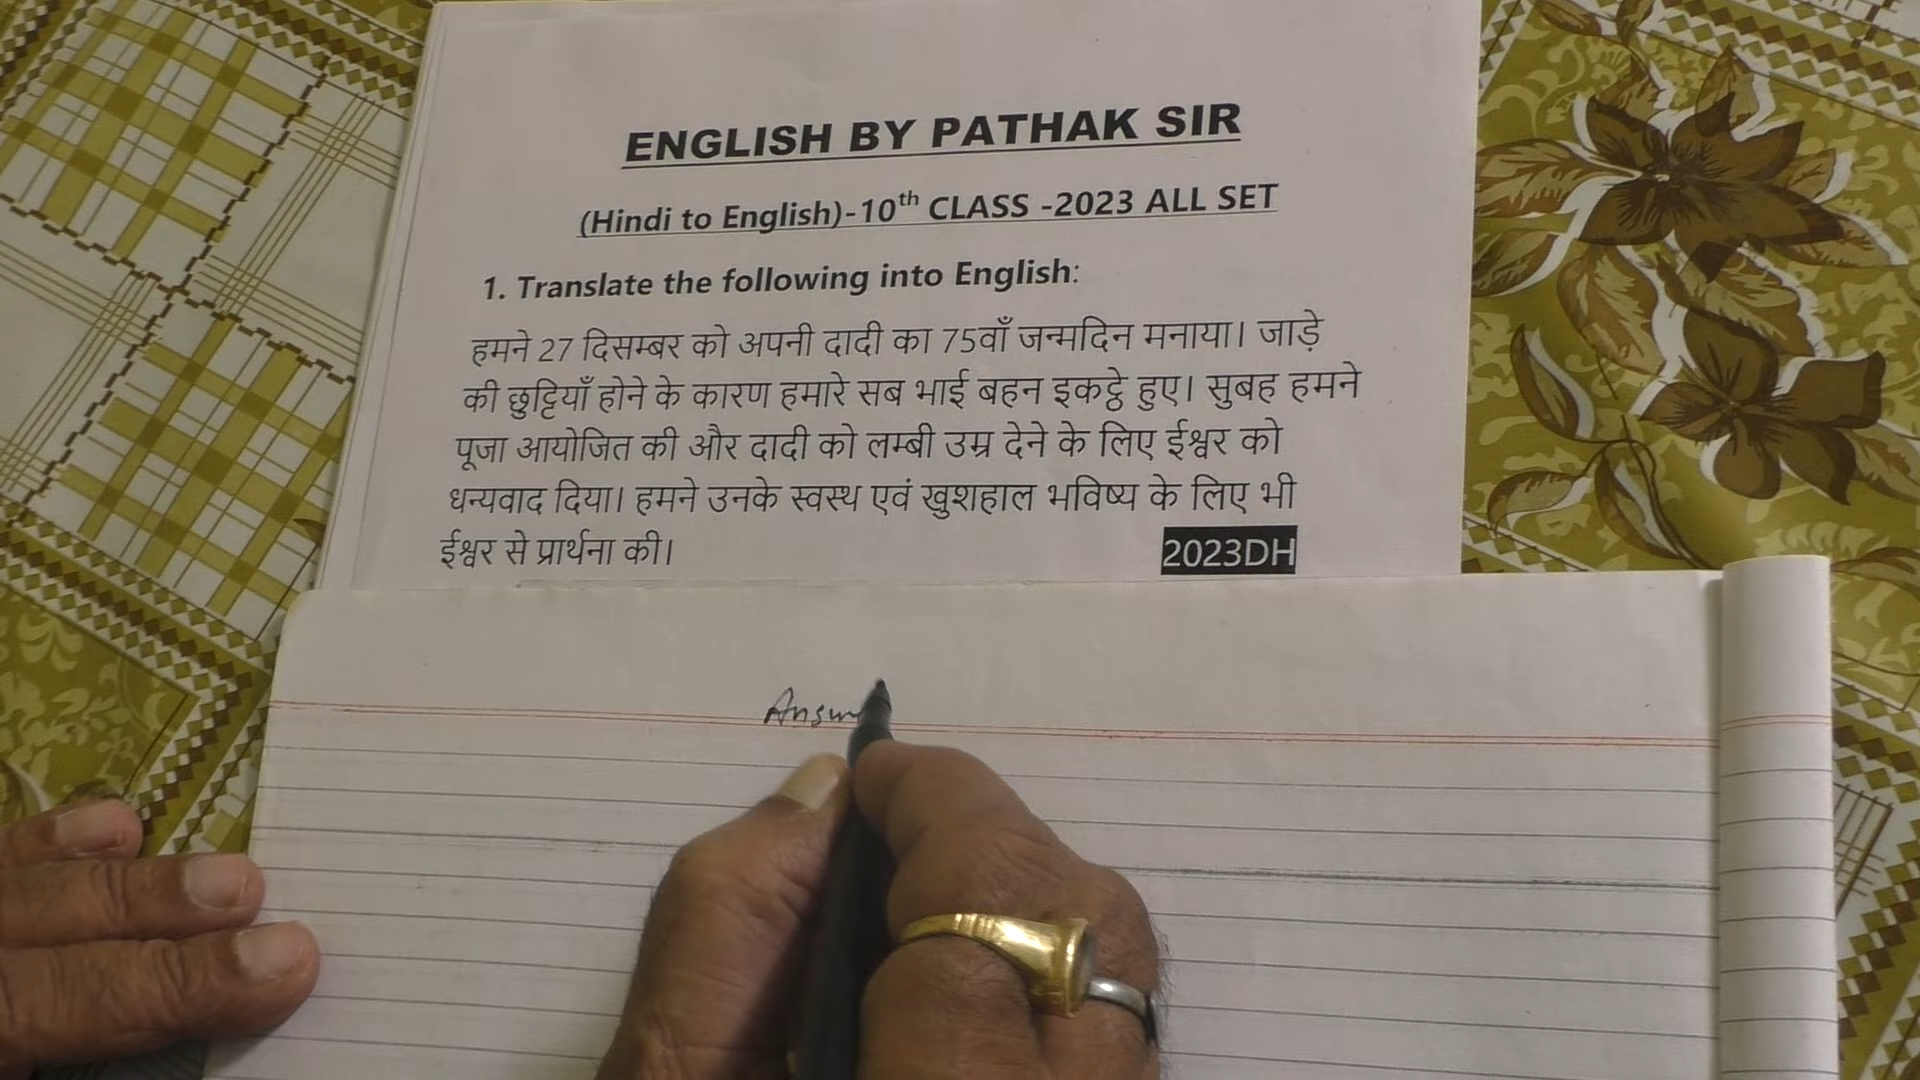 ENGLISH BY PATHAK SIR
(Hindi to English)-10th CLASS -2023 ALL SET
1. Translate the following into English:
हमने 27 दिसम्बर को अपनी दादी का 75वाँ जन्मदिन मनाया। जाड़े
की छुट्टियाँ होने के कारण हमारे सब भाई बहन इकट्ठे हुए। सुबह हमने
पूजा आयोजित की और दादी को लम्बी उम्र देने के लिए ईश्वर को
धन्यवाद दिया। हमने उनके स्वस्थ एवं खुशहाल भविष्य के लिए भी
ईश्वर से प्रार्थना की। 2023DH